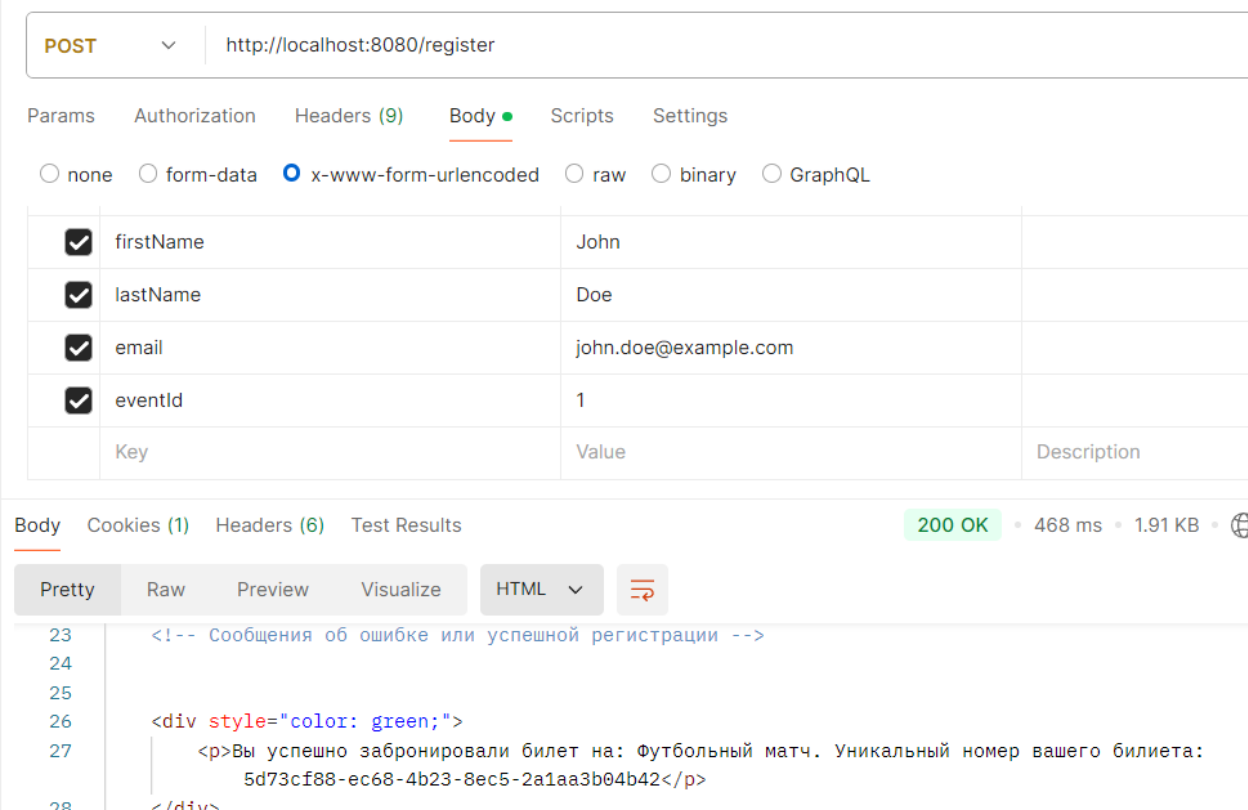 POST http://localhost:8080/register
Params Authorization Headers (9) Body Scripts Settings
none form-data x-www-form-urlencoded raw binary GraphQL
firstName John
lastName Doe
email john.doe@example.com
eventId 1
Key Value Description
Body Cookies (1) Headers (6) Test Results 200 OK 468 ms 1.91 KB
Pretty Raw Preview Visualize HTML
23 <!-- Сообщения об ошибке или успешной регистрации -->
24
25
26 <div style="color: green;">
27 <p>Вы успешно забронировали билет на: Футбольный матч. Уникальный номер вашего билиета:
5d73cf88-ec68-4b23-8ec5-2a1aa3b04b42</p>
28 </div>